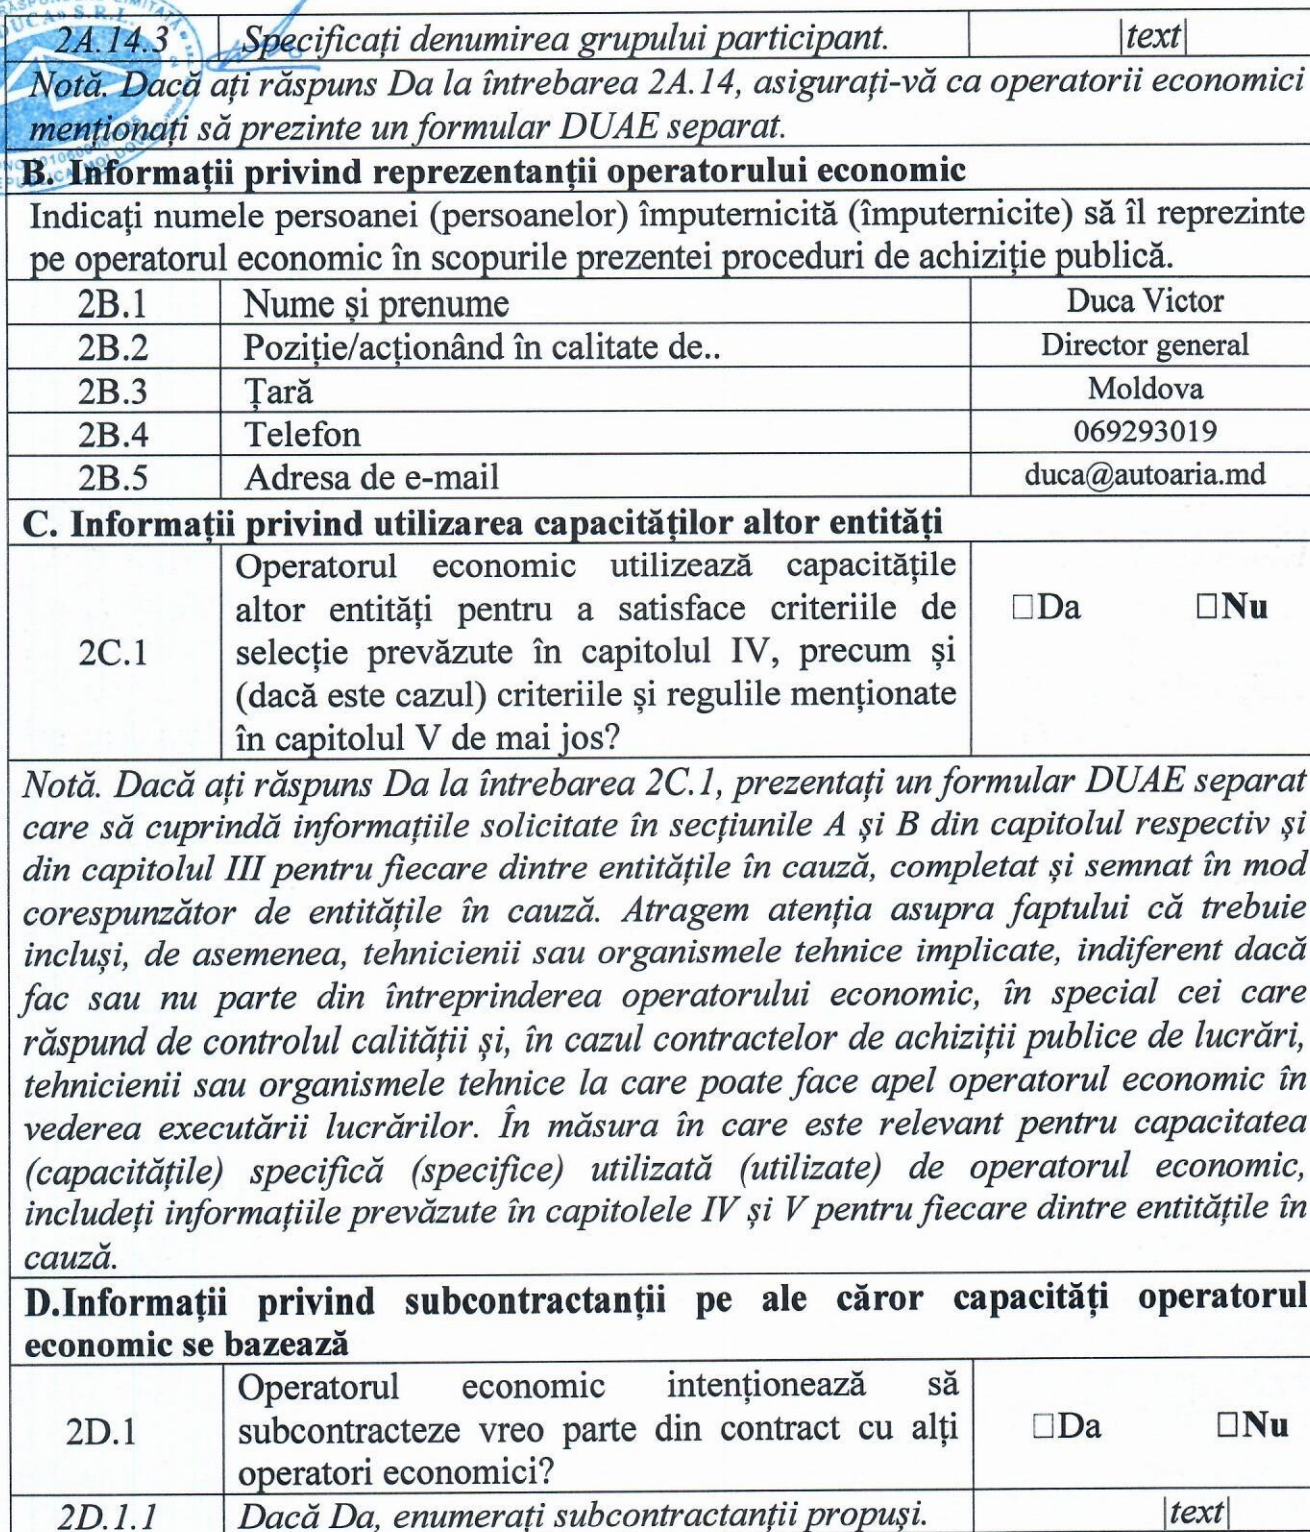 RĂSPUNDERE LIMITATĂ
DUCA» S.R.L.
2A.14.3 Specificați denumirea grupului participant. |text|
Notă. Dacă ați răspuns Da la întrebarea 2A.14, asigurați-vă ca operatorii economici
menționați să prezinte un formular DUAE separat.
B. Informații privind reprezentanții operatorului economic
Indicați numele persoanei (persoanelor) împuternicită (împuternicite) să îl reprezinte
pe operatorul economic în scopurile prezentei proceduri de achiziție publică.
2B.1 Nume și prenume Duca Victor
2B.2 Poziție/acționând în calitate de.. Director general
2B.3 Țară Moldova
2B.4 Telefon 069293019
2B.5 Adresa de e-mail duca@autoaria.md
C. Informații privind utilizarea capacităților altor entități
2C.1 Operatorul economic utilizează capacitățile
altor entități pentru a satisface criteriile de
selecție prevăzute în capitolul IV, precum și
(dacă este cazul) criteriile și regulile menționate
în capitolul V de mai jos?
□Da □Nu
Notă. Dacă ați răspuns Da la întrebarea 2C.1, prezentați un formular DUAE separat
care să cuprindă informațiile solicitate în secțiunile A și B din capitolul respectiv și
din capitolul III pentru fiecare dintre entitățile în cauză, completat și semnat în mod
corespunzător de entitățile în cauză. Atragem atenția asupra faptului că trebuie
incluși, de asemenea, tehnicienii sau organismele tehnice implicate, indiferent dacă
fac sau nu parte din întreprinderea operatorului economic, în special cei care
răspund de controlul calității și, în cazul contractelor de achiziții publice de lucrări,
tehnicienii sau organismele tehnice la care poate face apel operatorul economic în
vederea executării lucrărilor. În măsura în care este relevant pentru capacitatea
(capacitățile) specifică (specifice) utilizată (utilizate) de operatorul economic,
includeți informațiile prevăzute în capitolele IV și V pentru fiecare dintre entitățile în
cauză.
D.Informații privind subcontractanții pe ale căror capacități operatorul
economic se bazează
2D.1 Operatorul economic intenționează să
subcontracteze vreo parte din contract cu alți
operatori economici?
□Da □Nu
2D.1.1 Dacă Da, enumerați subcontractanții propuși. |text|